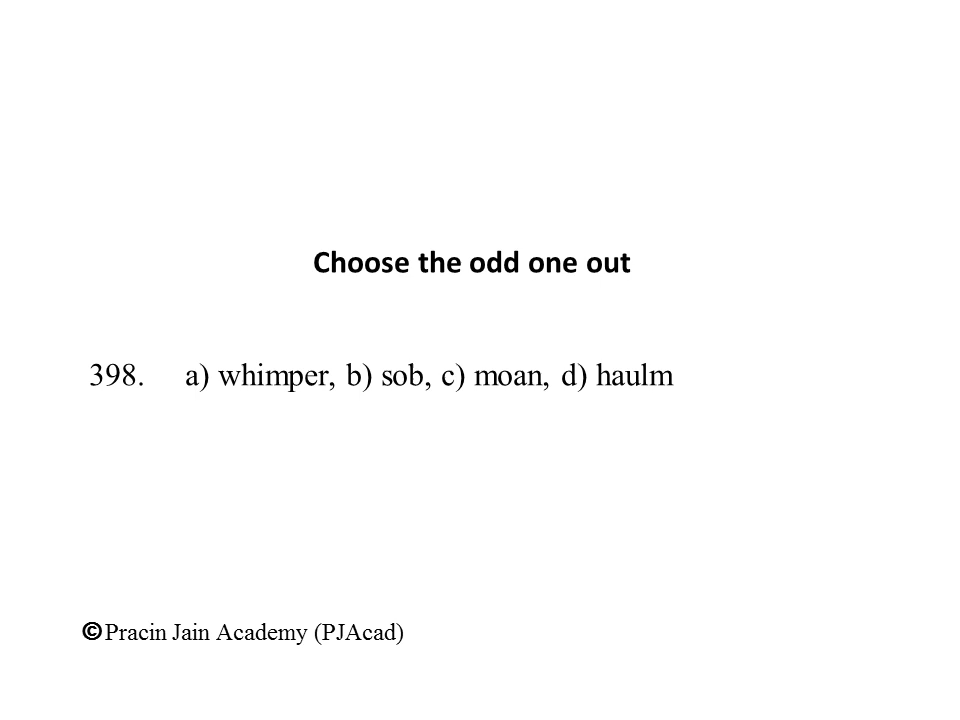 Choose the odd one out
398. a) whimper, b) sob, c) moan, d) haulm
©Pracin Jain Academy (PJAcad)